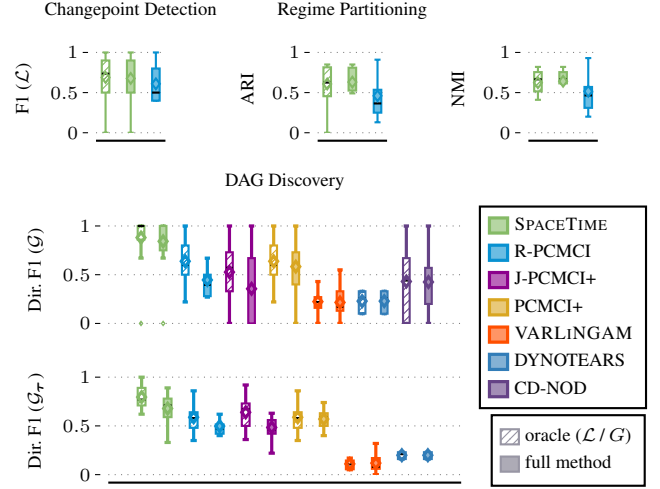 Changepoint Detection
Regime Partitioning
F1 (ℒ)
1
0.5
0
ARI
1
0.5
0
NMI
1
0.5
0
DAG Discovery
Dir. F1 (𝒢)
1
0.5
0
Dir. F1 (𝒢τ)
1
0.5
0
SPACETIME
R-PCMCI
J-PCMCI+
PCMCI+
VARLINGAM
DYNOTEARS
CD-NOD
oracle (ℒ / G)
full method